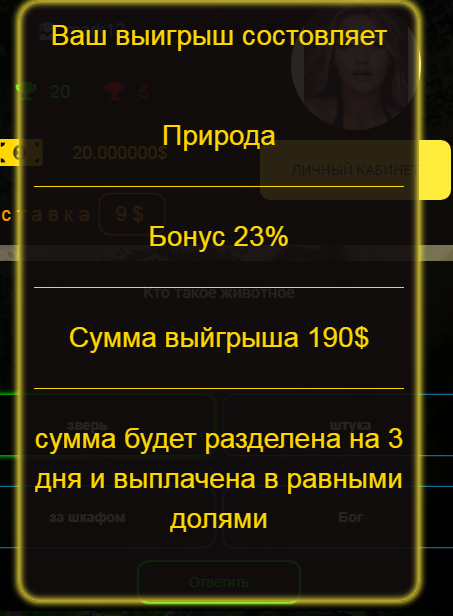 Ваш выигрыш состовляет
20 5
Природа
20.000000$
ЛИЧНЫЙ КАБИНЕТ
ставка 9$
Бонус 23%
Кто такое животное
Сумма выйгрыша 190$
зверь штука
сумма будет разделена на 3
дня и выплачена в равными
долями
за шкафом Бог
Ответить